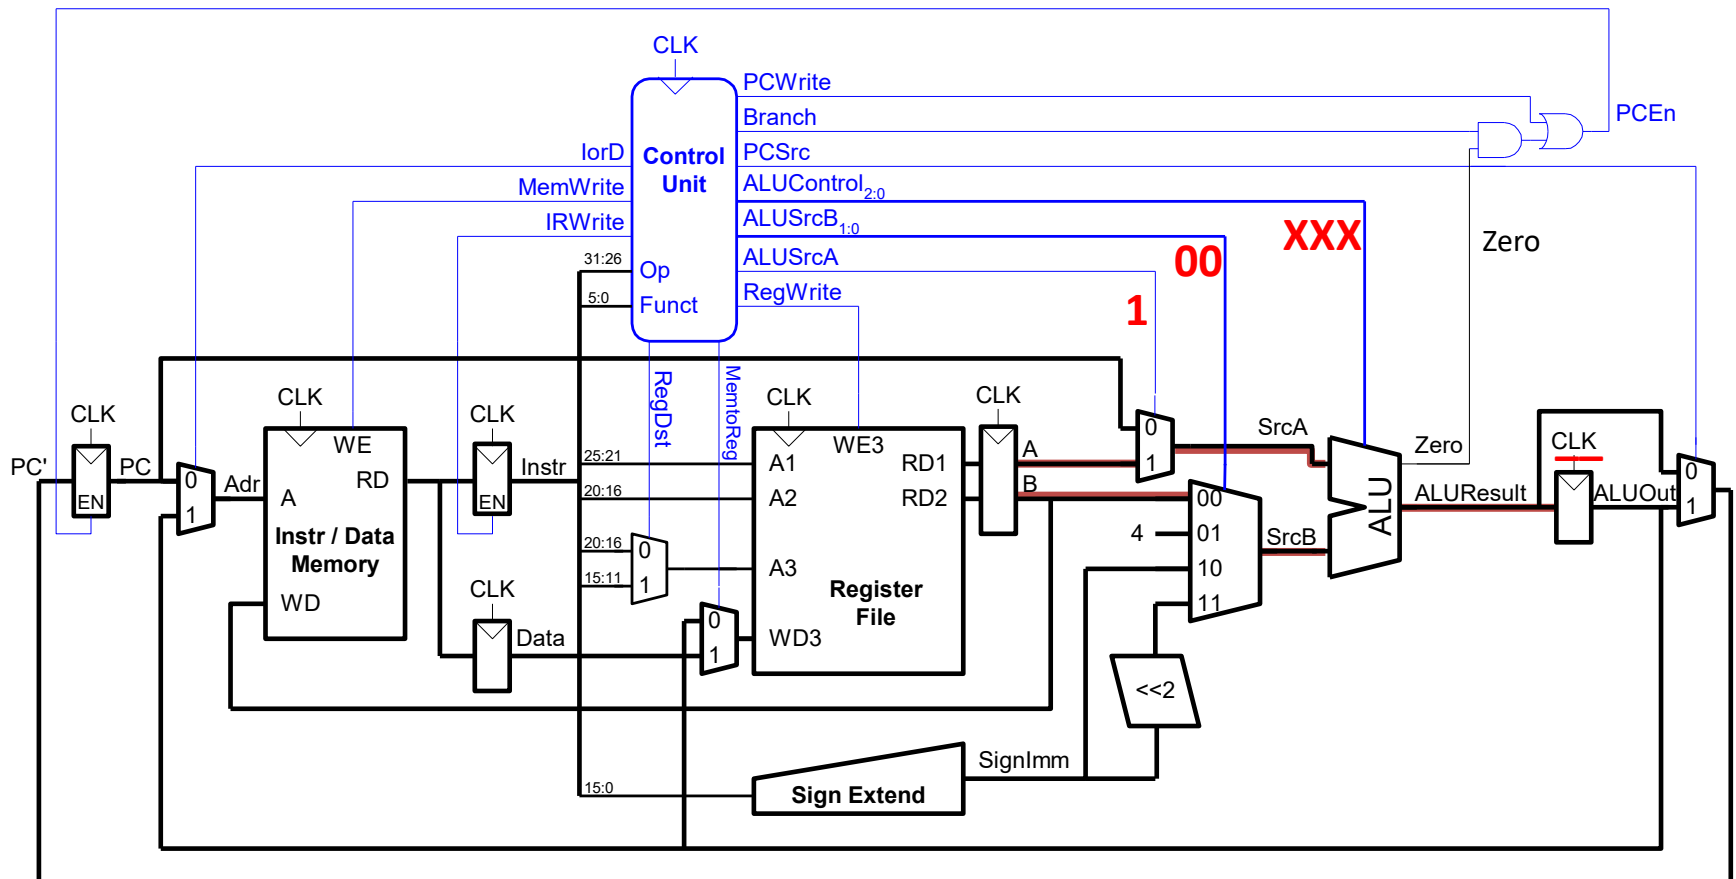 CLK
PCWrite
Branch
PCEn
IorD
Control
Unit
PCSrc
MemWrite
ALUControl2:0
IRWrite
ALUSrcB1:0
XXX
Zero
00
31:26
Op
ALUSrcA
5:0
Funct
RegWrite
1
RegDst
MemtoReg
CLK
CLK
CLK
CLK
CLK
PC'
PC
EN
0
1
Adr
WE
A
RD
Instr / Data
Memory
WD
EN
Instr
CLK
Data
25:21
20:16
20:16
15:11
0
1
0
1
WE3
A1
RD1
A2
RD2
A3
Register
File
WD3
A
B
0
1
SrcA
00
4
01
10
11
SrcB
ALU
Zero
ALUResult
CLK
ALUOut
0
1
<<2
SignImm
15:0
Sign Extend